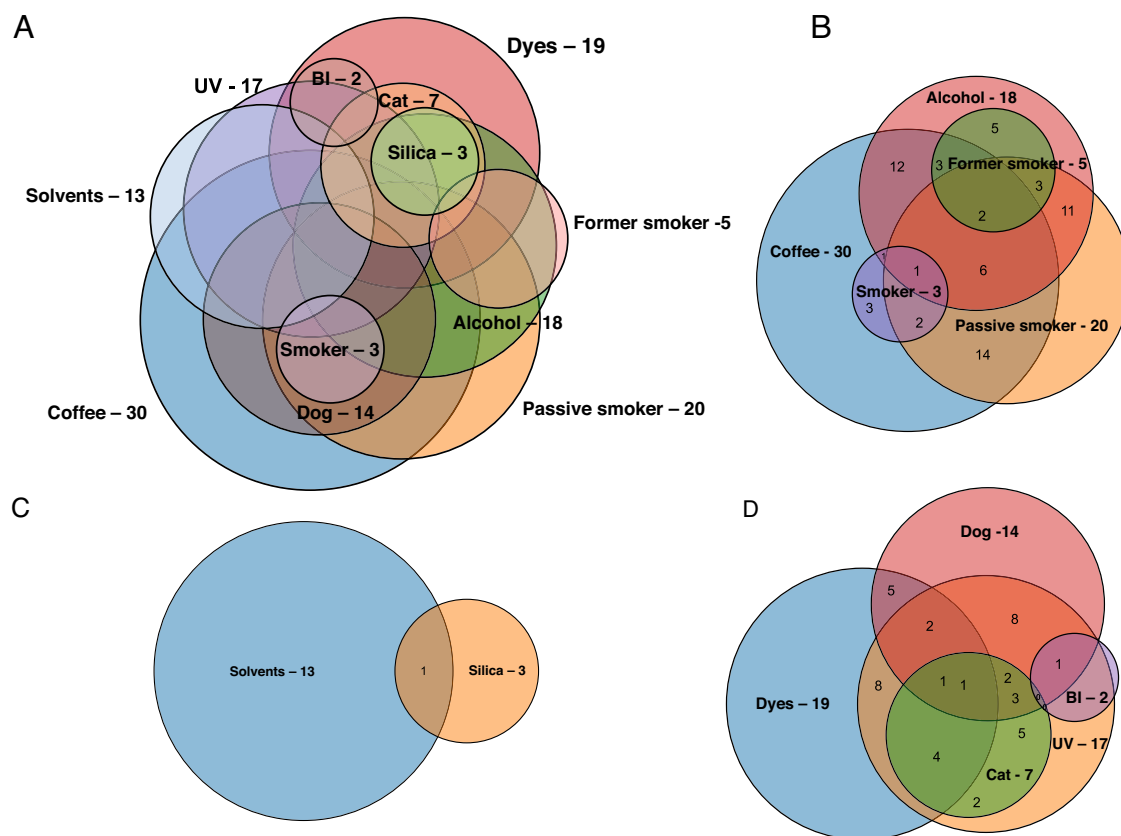 A
Dyes – 19
UV - 17
BI – 2
Cat – 7
Silica – 3
Solvents – 13
Former smoker -5
Alcohol – 18
Smoker – 3
Coffee – 30
Dog – 14
Passive smoker – 20
B
Alcohol - 18
5
12
3
Former smoker - 5
3
2
11
Coffee - 30
1
1
6
Smoker – 3
3
2
Passive smoker - 20
14
C
Solvents – 13
1
Silica – 3
D
Dog -14
5
2
8
1
8
1
1
2
3
0
0
BI – 2
Dyes – 19
5
UV – 17
4
Cat - 7
2